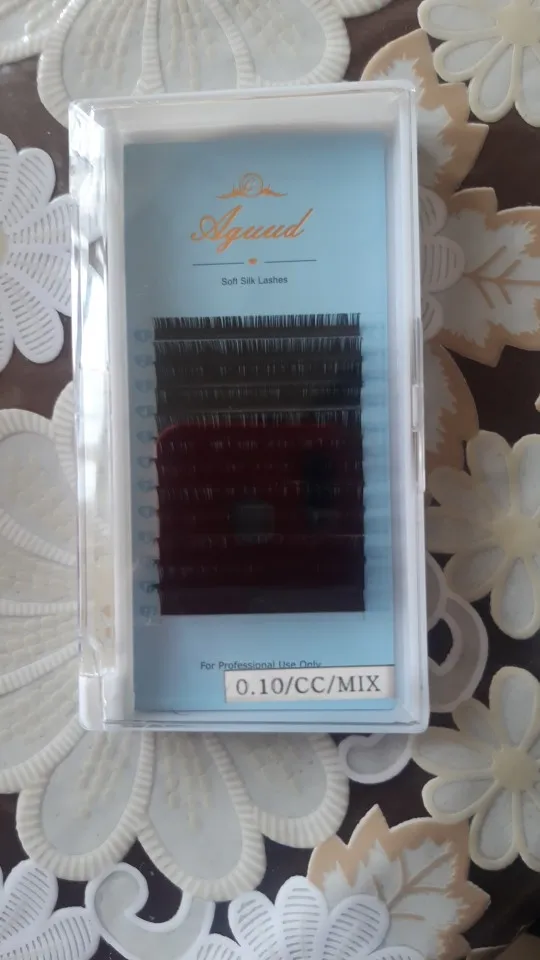 Aguud
Soft Silk Lashes
For Professional Use Only
0.10/CC/MIX